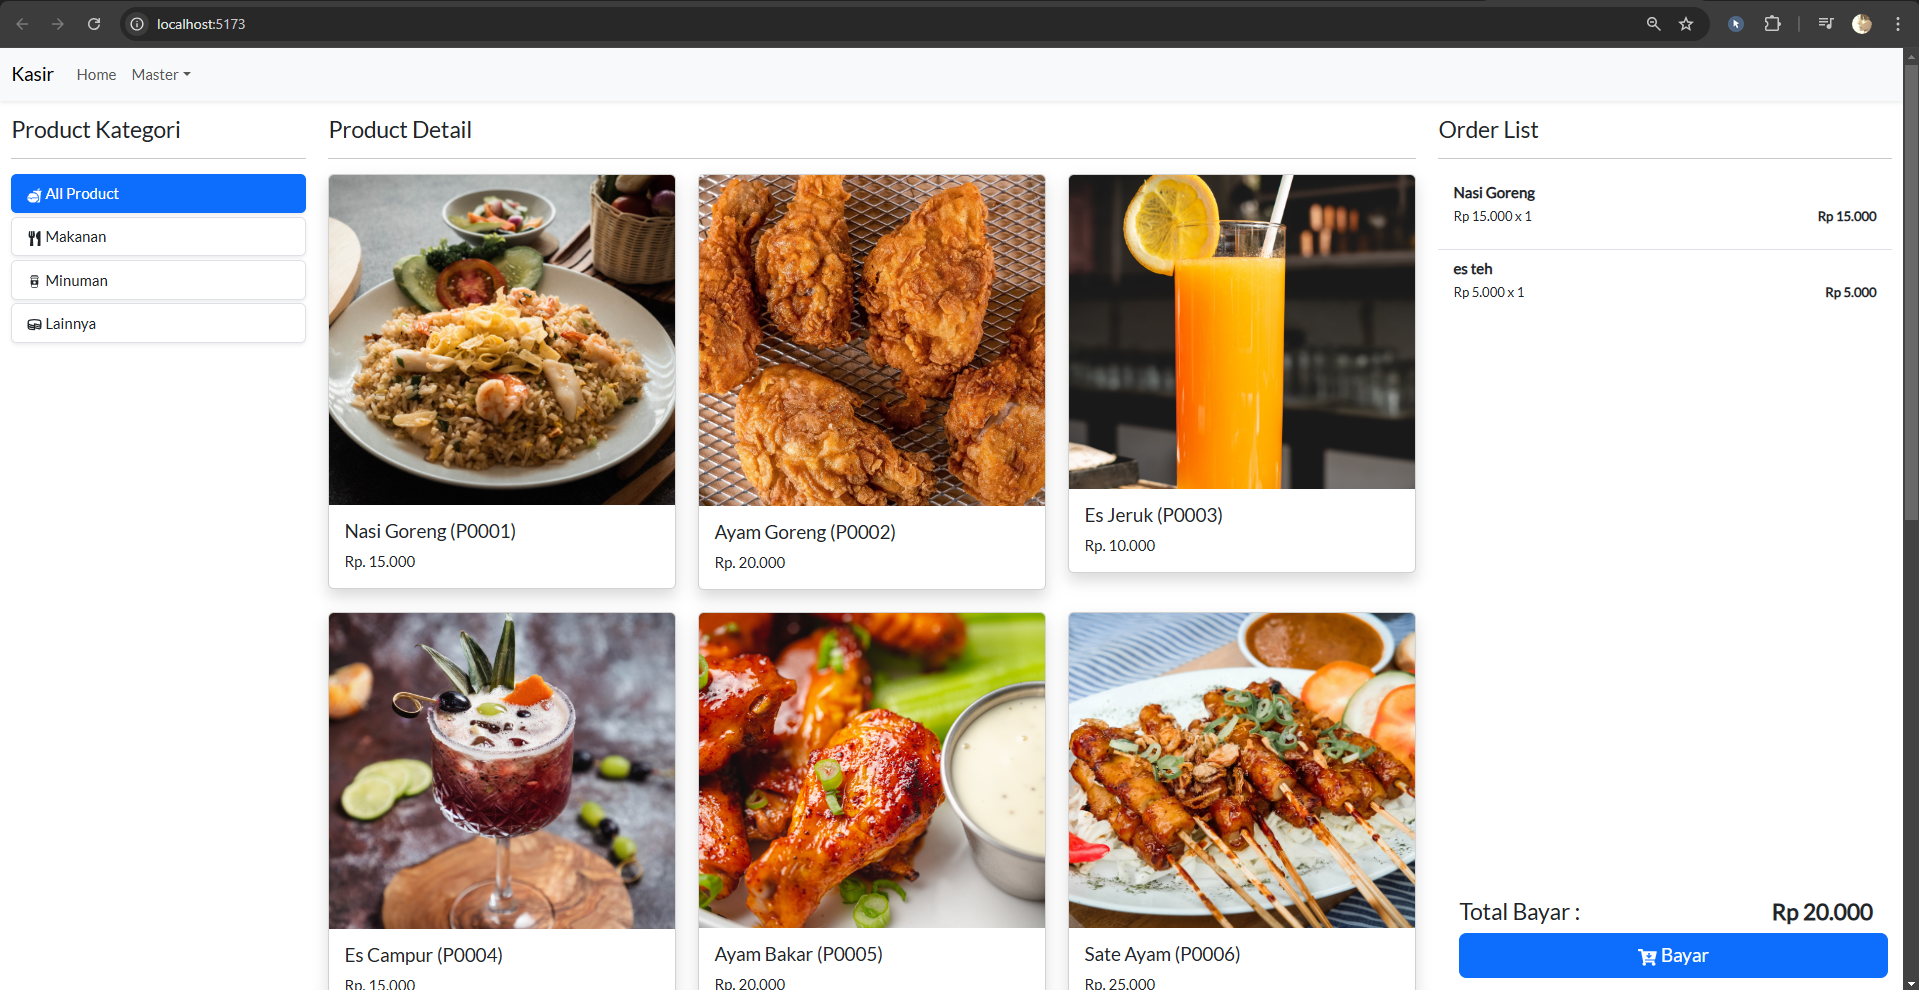 localhost:5173
Kasir Home Master
Product Kategori
All Product
Makanan
Minuman
Lainnya
Product Detail
Nasi Goreng (P0001)
Rp. 15.000
Ayam Goreng (P0002)
Rp. 20.000
Es Jeruk (P0003)
Rp. 10.000
Es Campur (P0004)
Rp. 15.000
Ayam Bakar (P0005)
Rp. 20.000
Sate Ayam (P0006)
Rp. 25.000
Order List
Nasi Goreng
Rp 15.000 x 1 Rp 15.000
es teh
Rp 5.000 x 1 Rp 5.000
Total Bayar : Rp 20.000
Bayar